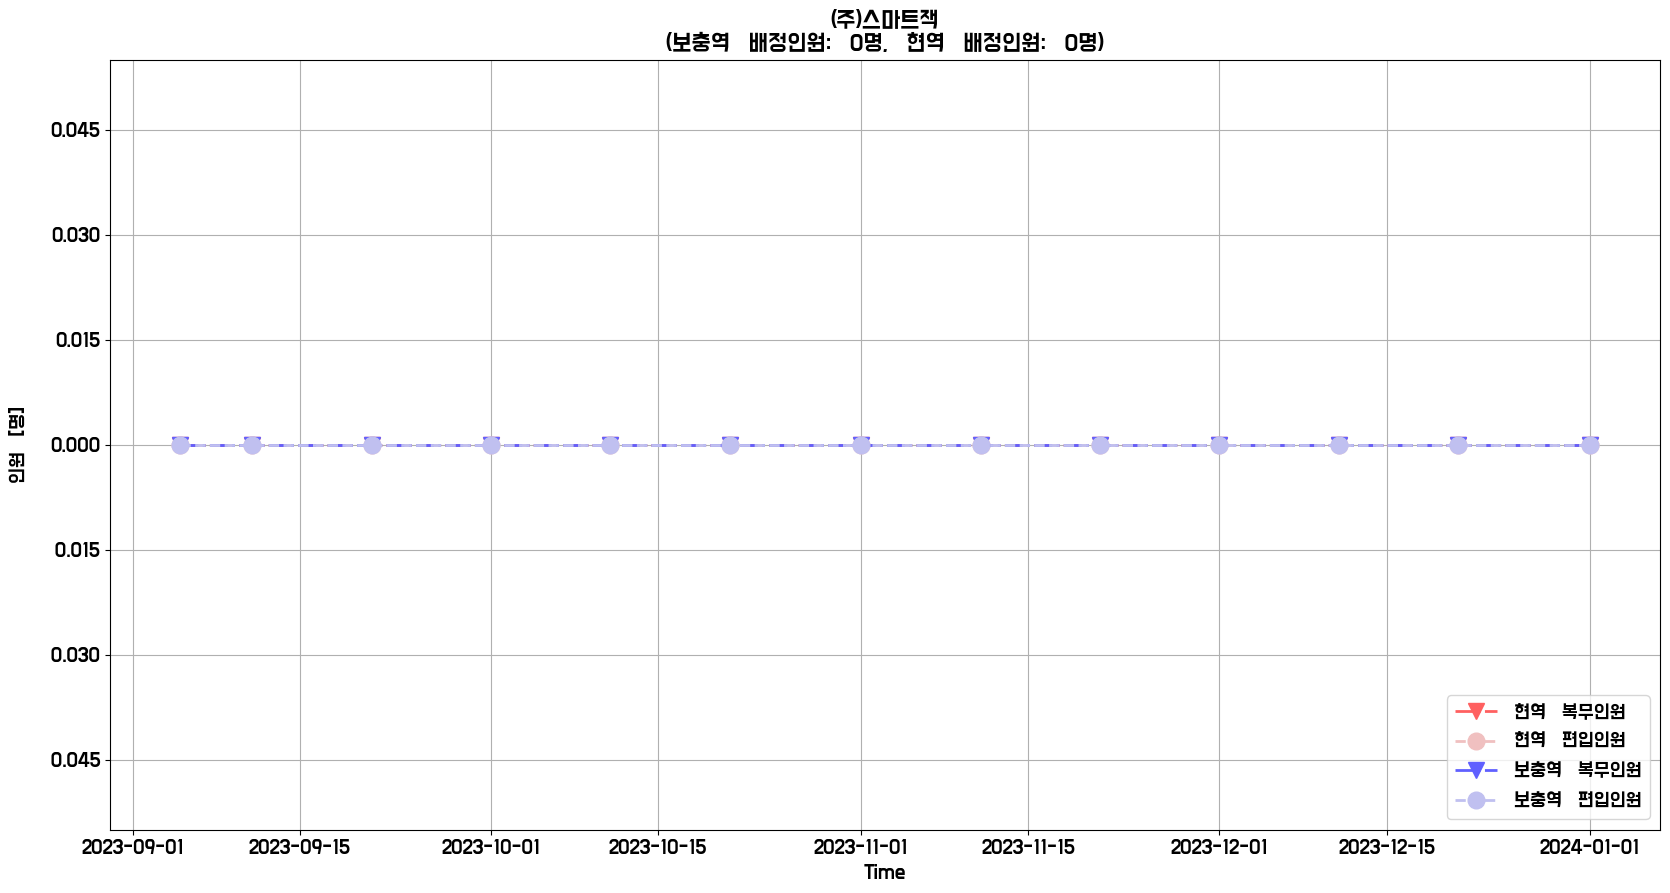 (주)스마트잭
(보충역 배정인원: 0명, 현역 배정인원: 0명)
인원 [명]
0.045
0.030
0.015
0.000
0.015
0.030
0.045
현역 복무인원
현역 편입인원
보충역 복무인원
보충역 편입인원
2023-09-01 2023-09-15 2023-10-01 2023-10-15 2023-11-01 2023-11-15 2023-12-01 2023-12-15 2024-01-01
Time